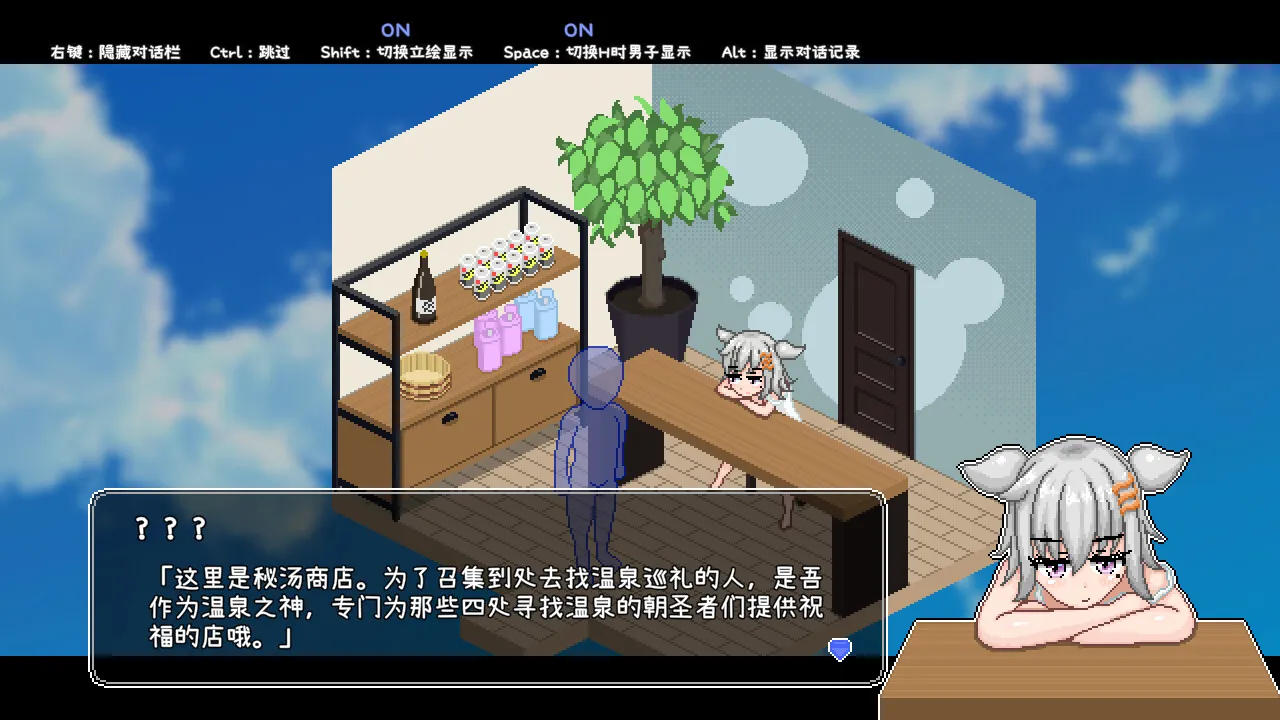 ON
ON
右键：隐藏对话栏 Ctrl：跳过 Shift：切换立绘显示 Space：切换H时男子显示 Alt：显示对话记录
？？？
「这里是秘汤商店。为了召集到处去找温泉巡礼的人，是吾
作为温泉之神，专门为那些四处寻找温泉的朝圣者们提供祝
福的店哦。」